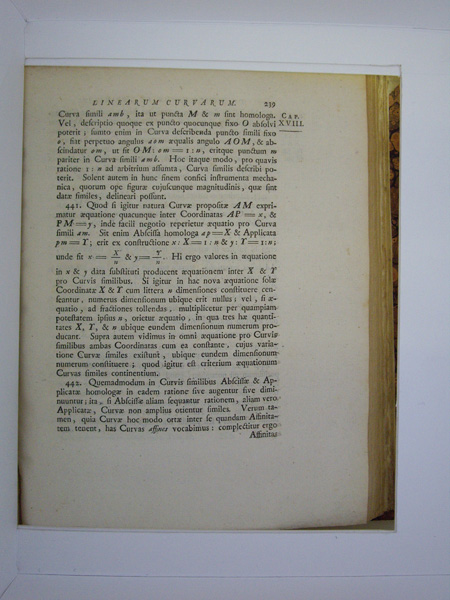 LINEARUM CURVARUM. 239
Curva simili amb, ita ut puncta M & m sint homologa. CAP.
Vel, descriptio quoque ex puncto quocunque fixo O absolvi XVIII.
poterit; sumto enim in Curva describenda puncto simili fixo
o, fiat perpetuo angulus aom æqualis angulo AOM, & ab-
scindatur om, ut sit OM : om = 1 : n, eritque punctum m
pariter in Curva simili amb. Hoc itaque modo, pro quavis
ratione 1 : n ad arbitrium assumta, Curva similis describi po-
terit. Solent autem in hunc finem confici instrumenta mecha-
nica, quorum ope figuræ cujuscunque magnitudinis, quæ sint
datæ similes, delineari possunt.
441. Quod si igitur natura Curvæ propositæ AM expri-
matur æquatione quacunque inter Coordinatas AP = x, &
PM = y, inde facili negotio reperietur æquatio pro Curva
simili am. Sit enim Abscissa homologa ap = X & Applicata
pm = Y; erit ex constructione x : X = 1 : n & y : Y = 1 : n;
unde fit x = X/n & y = Y/n. Hi ergo valores in æquatione
in x & y data substituti producent æquationem inter X & Y
pro Curvis similibus. Si igitur in hac nova æquatione solæ
Coordinatæ X & Y cum littera n dimensiones constituere cen-
seantur, numerus dimensionum ubique erit nullus; vel, si æ-
quatio, ad fractiones tollendas, multiplicetur per quampiam
potestatem ipsius n, orietur æquatio, in qua tres hæ quanti-
tates X, Y, & n ubique eundem dimensionum numerum pro-
ducant. Supra autem vidimus in omni æquatione pro Curvis
similibus ambas Coordinatas cum ea constante, cujus varia-
tione Curvæ similes existunt, ubique eundem dimensionum
numerum constituere; quod igitur est criterium æquationum
Curvas similes continentium.
442. Quemadmodum in Curvis similibus Abscissæ & Ap-
plicatæ homologæ in eadem ratione sive augentur sive dimi-
nuuntur; ita, si Abscissæ aliam sequantur rationem, aliam vero
Applicatæ, Curvæ non amplius orientur similes. Verum ta-
men, quia Curvæ hoc modo ortæ inter se quandam Affinita-
tem tenent, has Curvas affines vocabimus: complectitur ergo
Affinitas